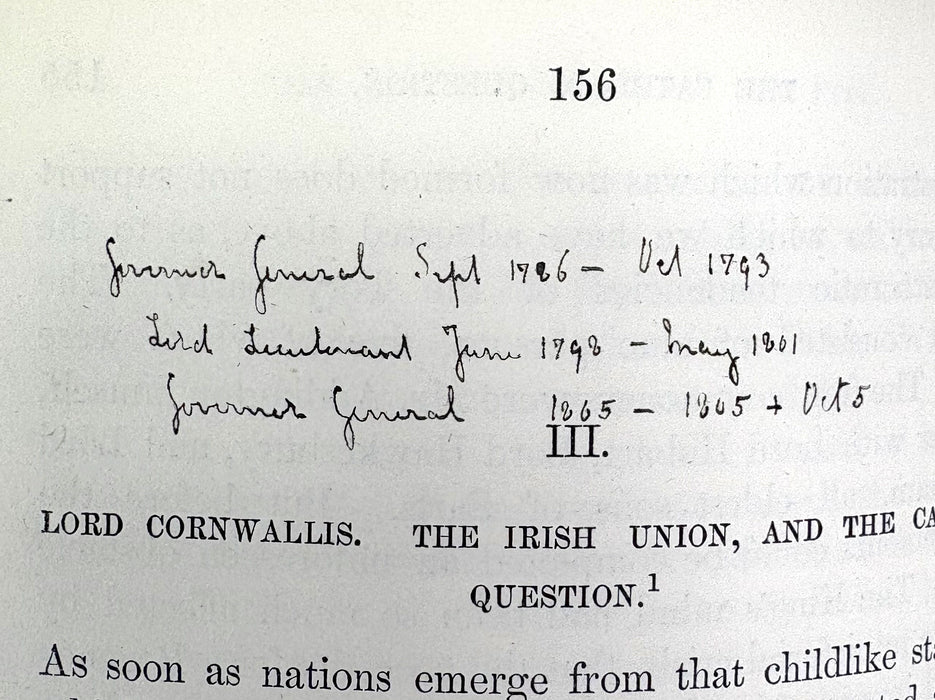 156
Governor General Sept 1786 – Oct 1793
Lord Lieutenant June 1798 – May 1801
Governor General 1805 – 1805 + Oct 5
III.
LORD CORNWALLIS. THE IRISH UNION, AND THE CA
QUESTION.¹
As soon as nations emerge from that childlike sta